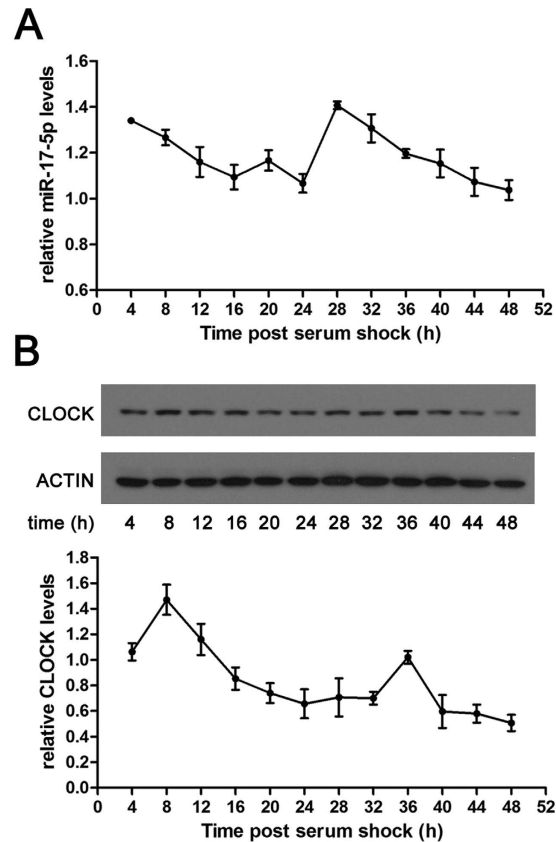 A
relative miR-17-5p levels
1.6
1.4
1.2
1.0
0.8
0.6
0 4 8 12 16 20 24 28 32 36 40 44 48 52
Time post serum shock (h)
B
CLOCK
ACTIN
time (h) 4 8 12 16 20 24 28 32 36 40 44 48
relative CLOCK levels
1.8
1.6
1.4
1.2
1.0
0.8
0.6
0.4
0.2
0.0
0 4 8 12 16 20 24 28 32 36 40 44 48 52
Time post serum shock (h)